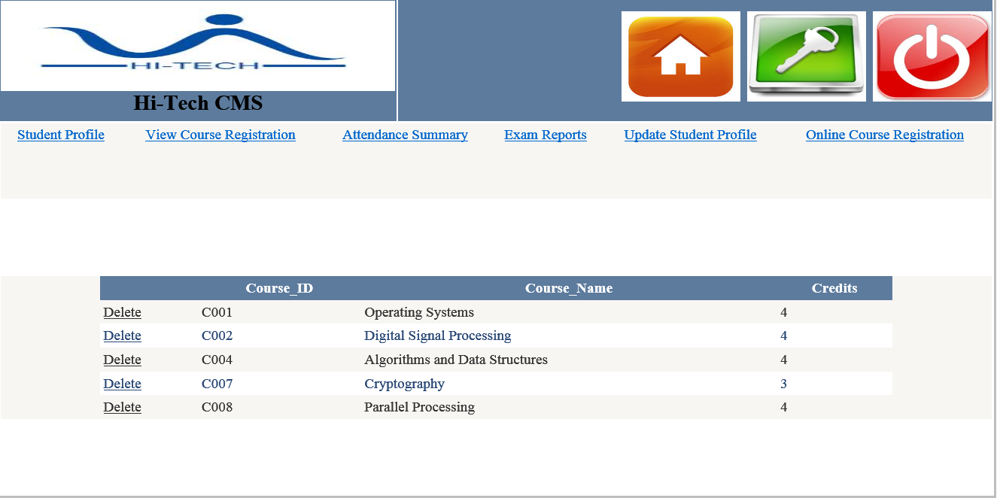 HI-TECH
Hi-Tech CMS
Student Profile View Course Registration Attendance Summary Exam Reports Update Student Profile Online Course Registration
Course_ID Course_Name Credits
Delete C001 Operating Systems 4
Delete C002 Digital Signal Processing 4
Delete C004 Algorithms and Data Structures 4
Delete C007 Cryptography 3
Delete C008 Parallel Processing 4